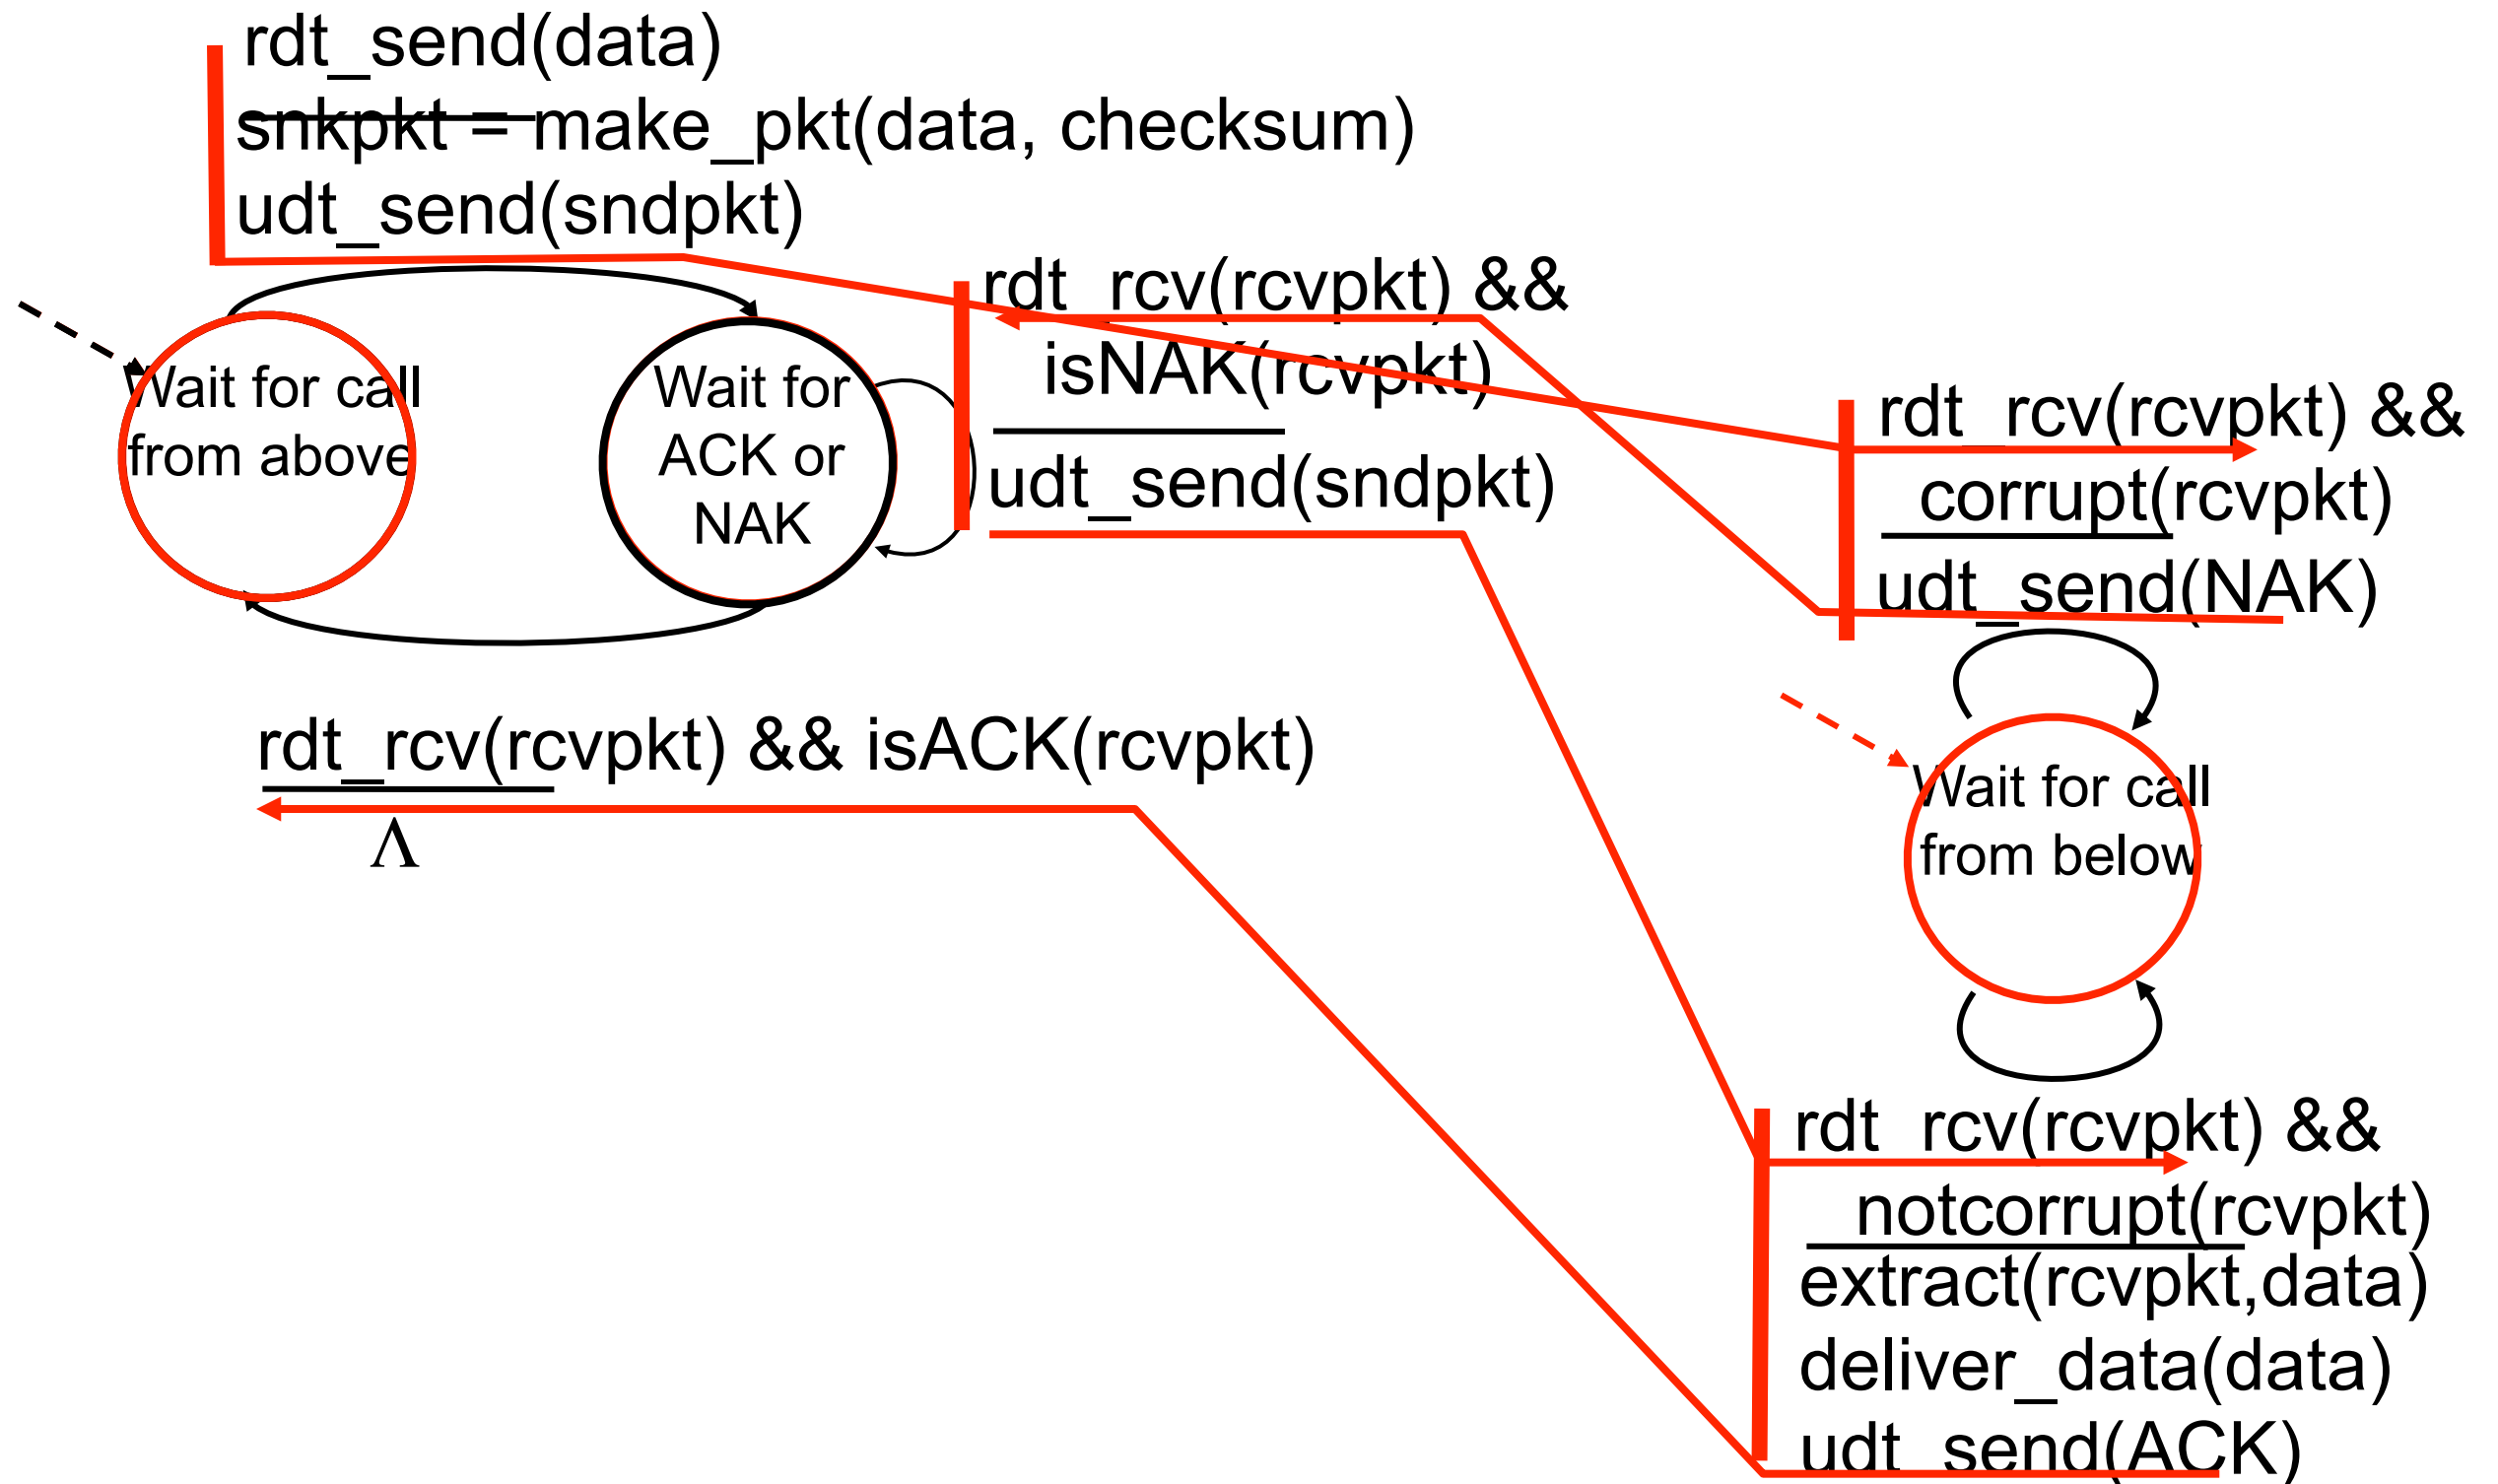 rdt_send(data)
snkpkt = make_pkt(data, checksum)
udt_send(sndpkt)
rdt_rcv(rcvpkt) &&
isNAK(rcvpkt)
udt_send(sndpkt)
Wait for call
from above
Wait for
ACK or
NAK
rdt_rcv(rcvpkt) && isACK(rcvpkt)
Λ
rdt_rcv(rcvpkt) &&
corrupt(rcvpkt)
udt_send(NAK)
Wait for call
from below
rdt_rcv(rcvpkt) &&
notcorrupt(rcvpkt)
extract(rcvpkt,data)
deliver_data(data)
udt_send(ACK)